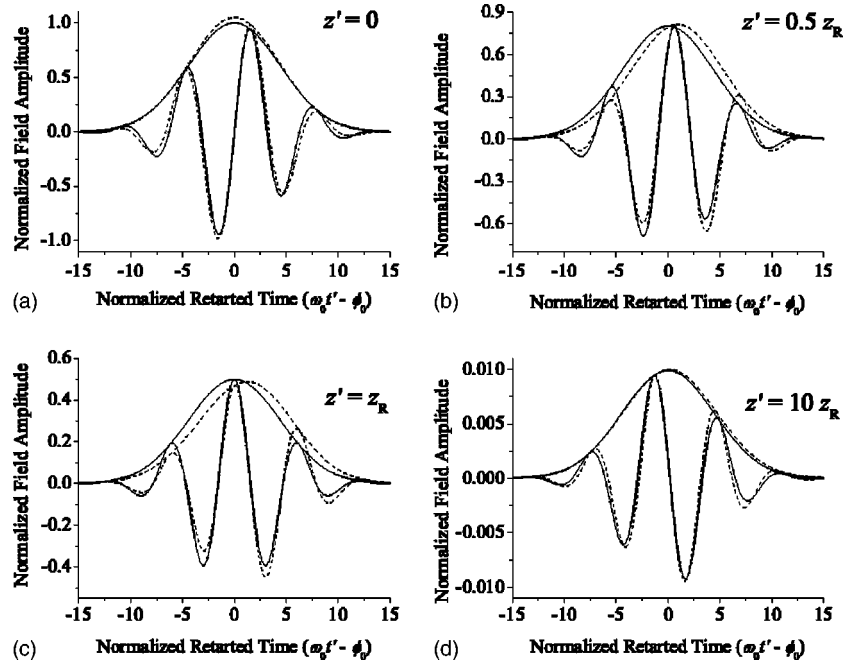 z' = 0
1.0
0.5
0.0
-0.5
-1.0
Normalized Field Amplitude
-15 -10 -5 0 5 10 15
(a) Normalized Retarted Time (ω₀t' - ϕ₀)
z' = 0.5 z_R
0.9
0.6
0.3
0.0
-0.3
-0.6
Normalized Field Amplitude
-15 -10 -5 0 5 10 15
(b) Normalized Retarted Time (ω₀t' - ϕ₀)
z' = z_R
0.6
0.4
0.2
0.0
-0.2
-0.4
Normalized Field Amplitude
-15 -10 -5 0 5 10 15
(c) Normalized Retarted Time (ω₀t' - ϕ₀)
z' = 10 z_R
0.010
0.005
0.000
-0.005
-0.010
Normalized Field Amplitude
-15 -10 -5 0 5 10 15
(d) Normalized Retarted Time (ω₀t' - ϕ₀)